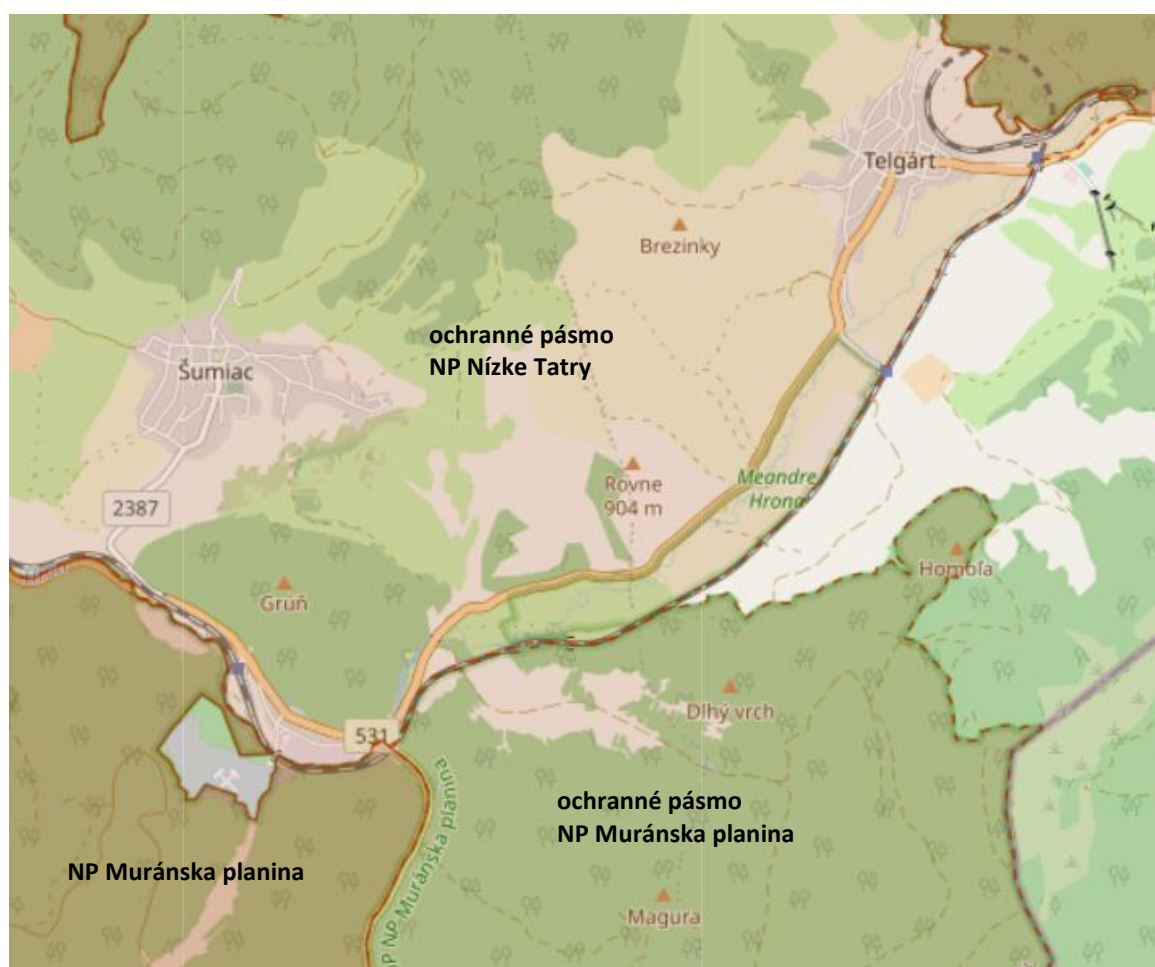 Telgárt
Brezinky
ochranné pásmo
NP Nízke Tatry
Šumiac
Rovne
904 m
Meandre
Hrona
2387
Homoľa
Grúň
Dlhý vrch
531
ochranné pásmo
NP Muránska planina
NP Muránska planina
NP Muránska planina
Magura